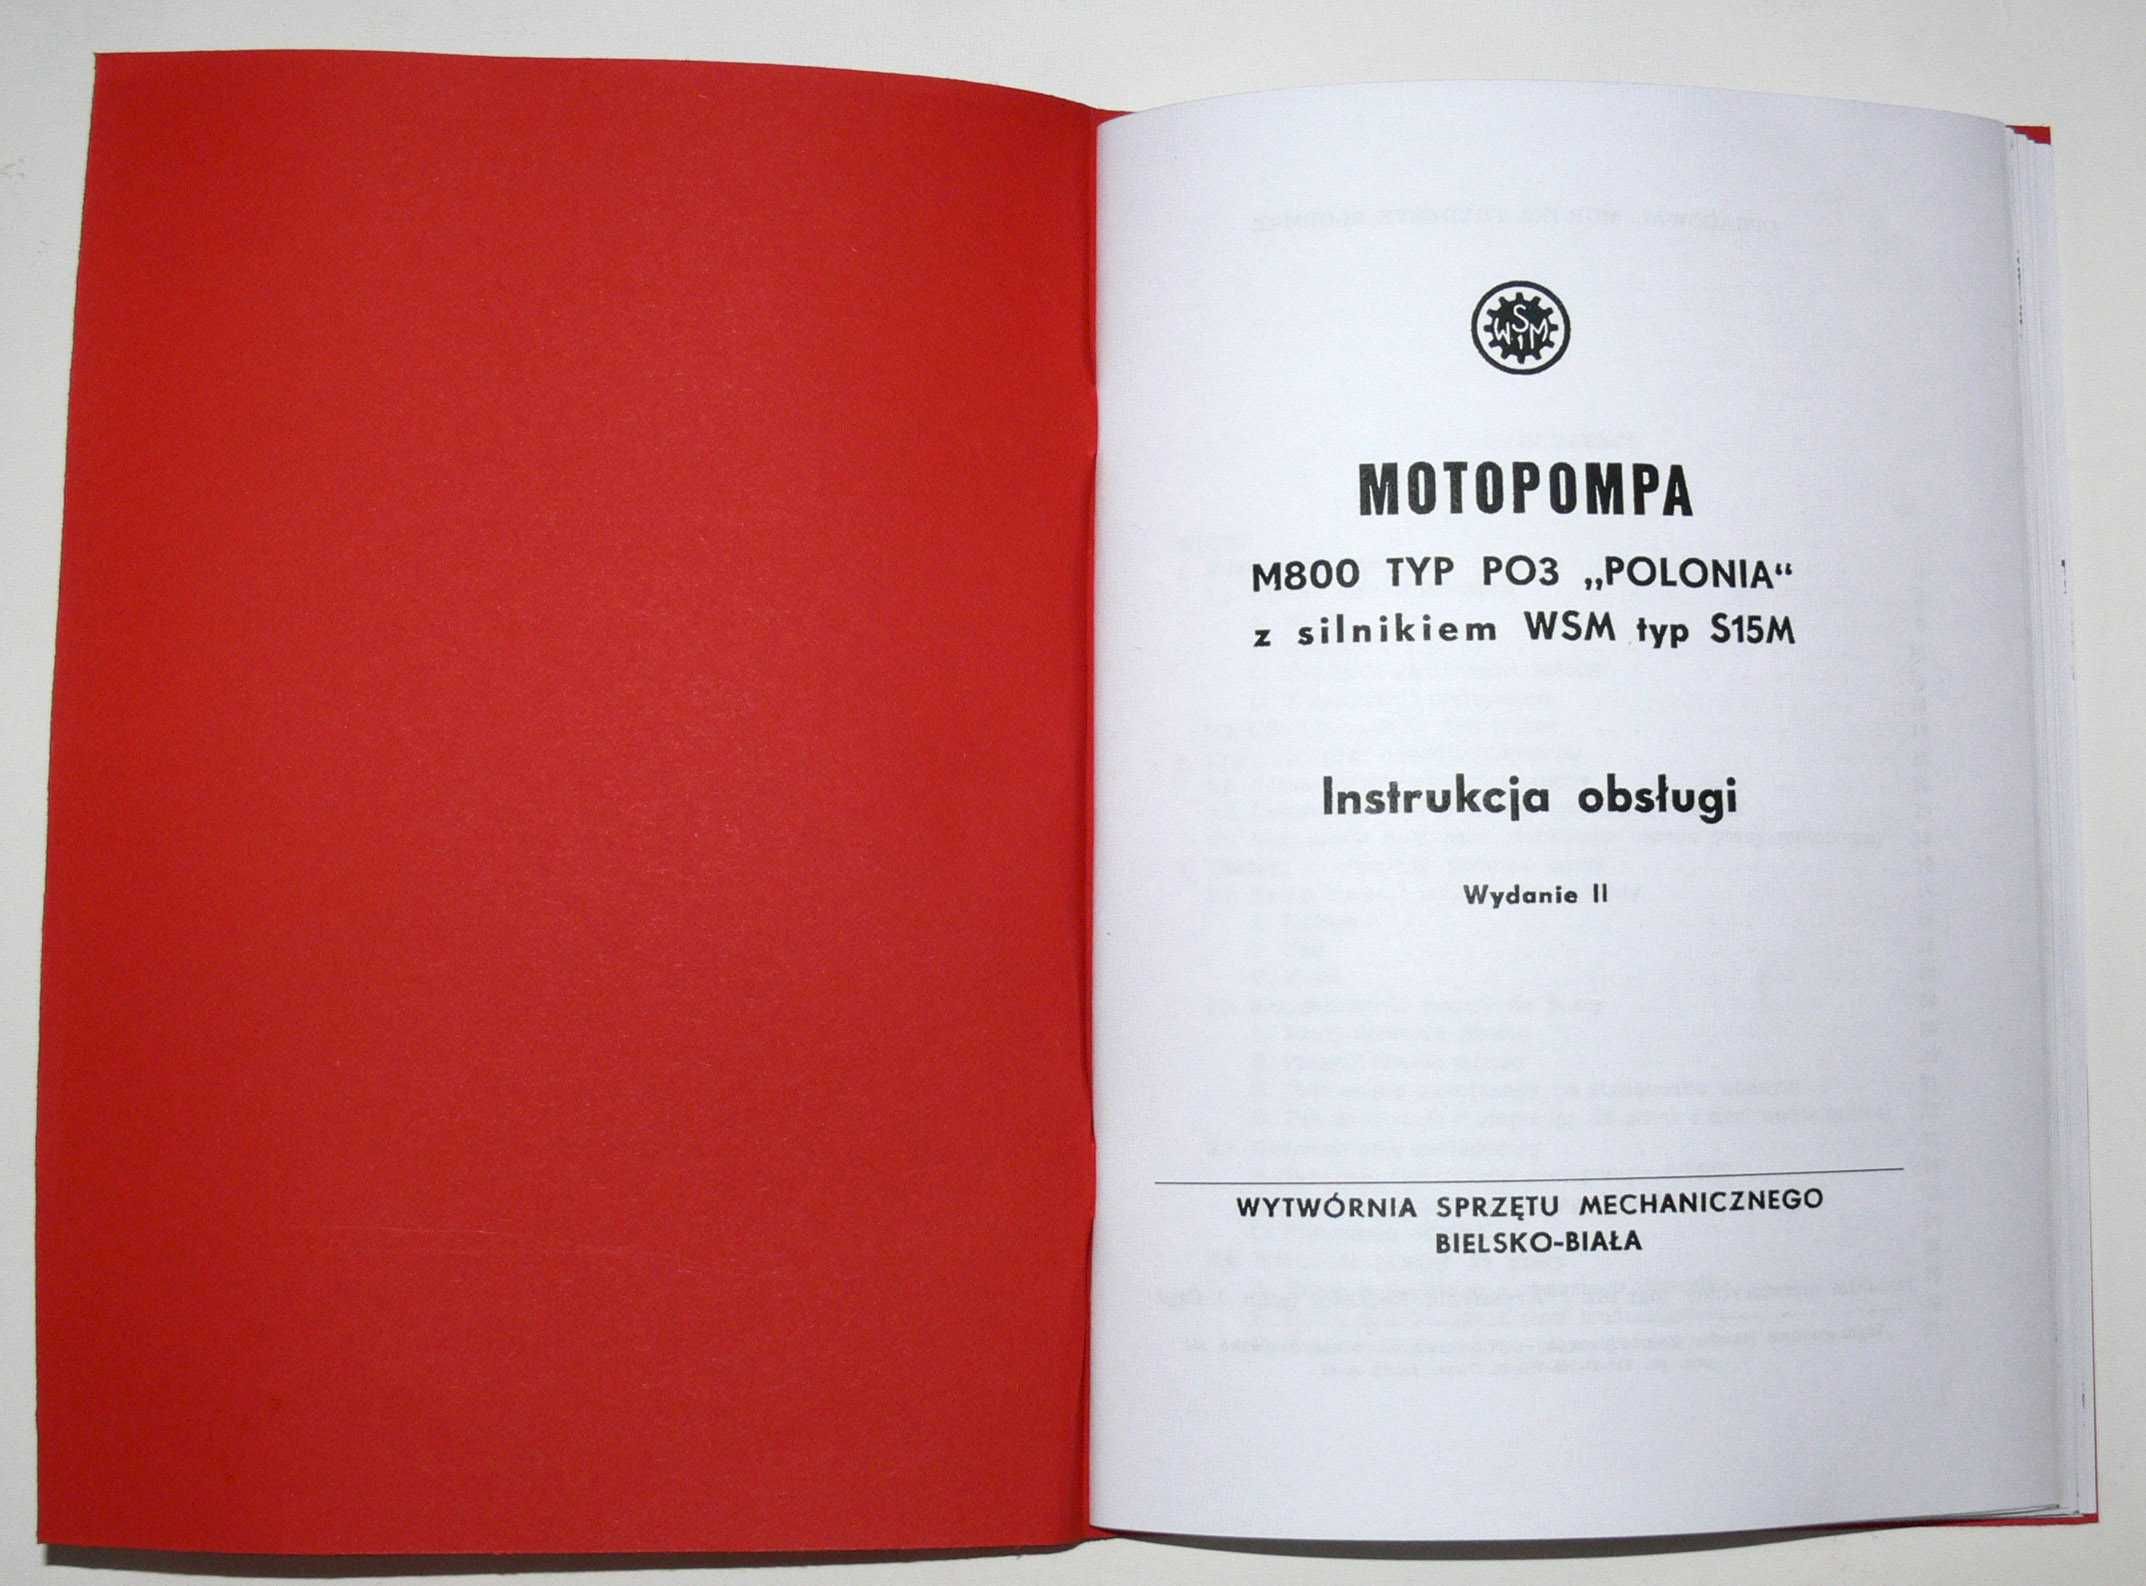 WSM
MOTOPOMPA
M800 TYP PO3 „POLONIA“
z silnikiem WSM typ S15M
Instrukcja obsługi
Wydanie II
WYTWÓRNIA SPRZĘTU MECHANICZNEGO
BIELSKO-BIAŁA